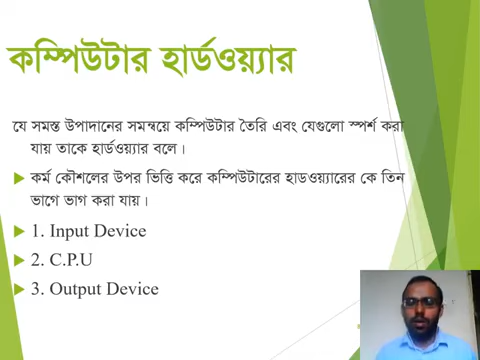 কম্পিউটার হার্ডওয়্যার
যে সমস্ত উপাদানের সমন্বয়ে কম্পিউটার তৈরি এবং যেগুলো স্পর্শ করা
যায় তাকে হার্ডওয়্যার বলে।
কর্ম কৌশলের উপর ভিত্তি করে কম্পিউটারের হাডওয়্যারের কে তিন
ভাগে ভাগ করা যায়।
1. Input Device
2. C.P.U
3. Output Device